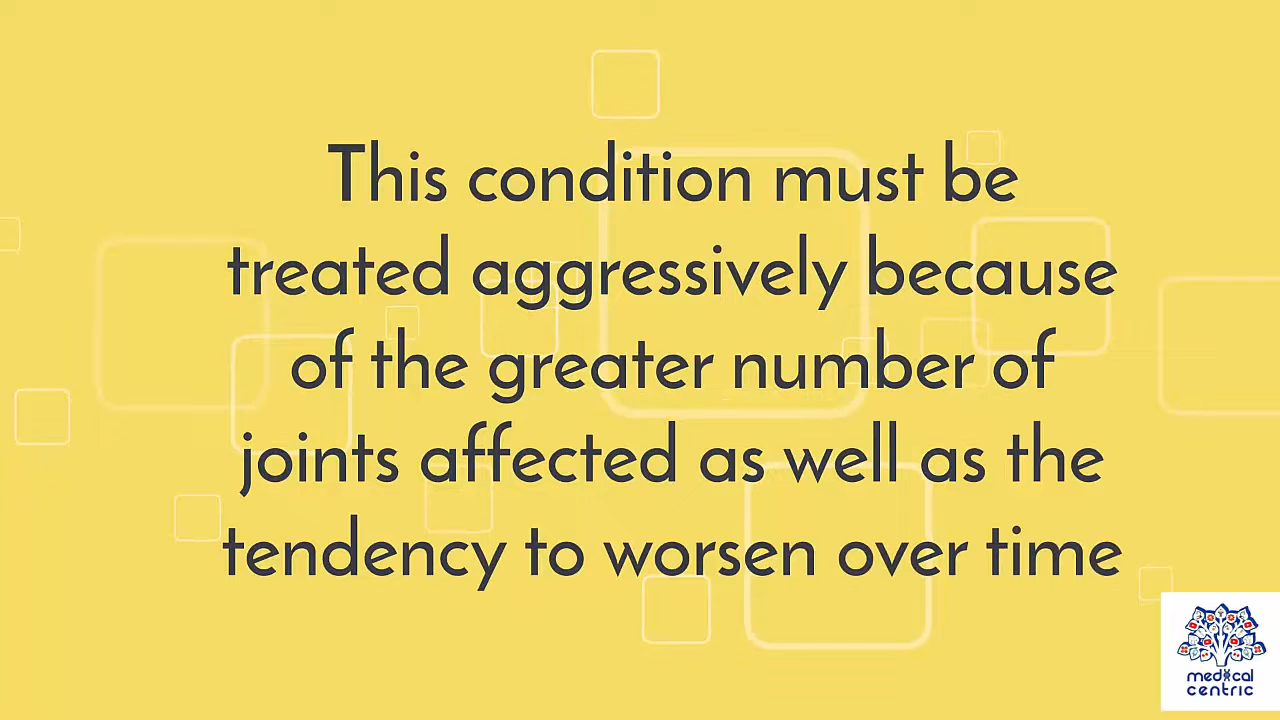 This condition must be
treated aggressively because
of the greater number of
joints affected as well as the
tendency to worsen over time
medical
centric